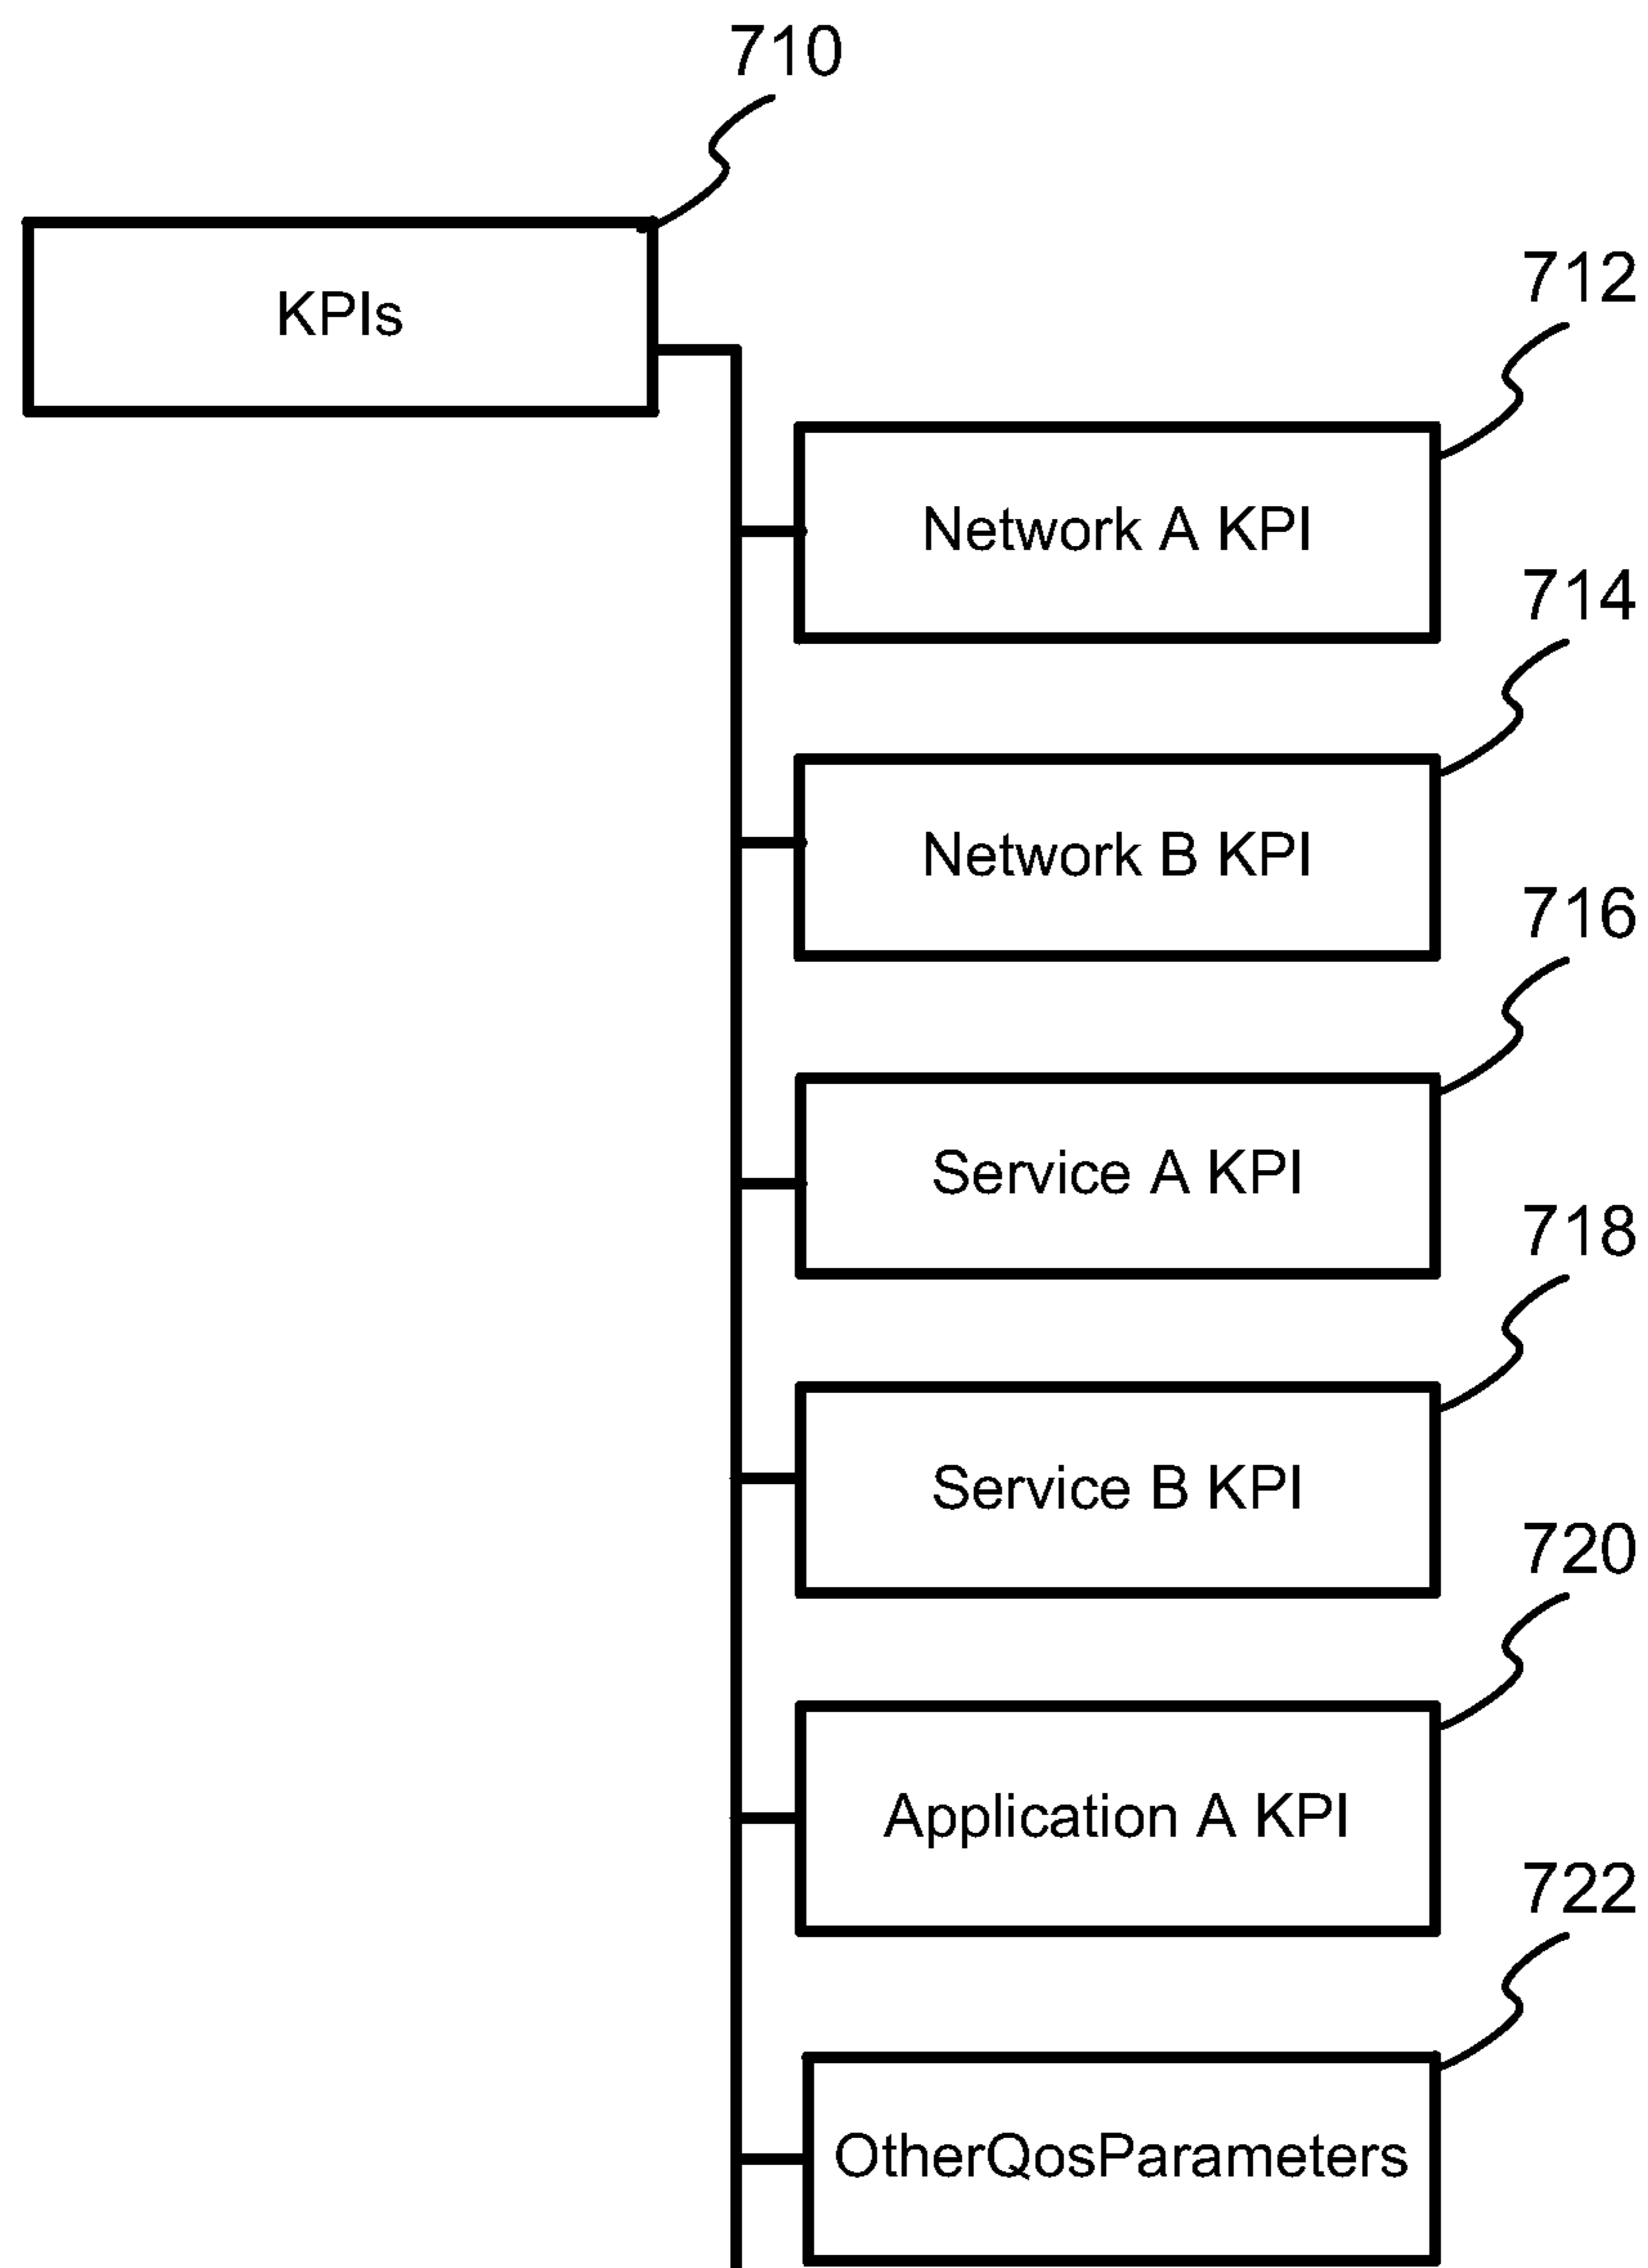 710
KPIs
712
Network A KPI
714
Network B KPI
716
Service A KPI
718
Service B KPI
720
Application A KPI
722
OtherQosParameters